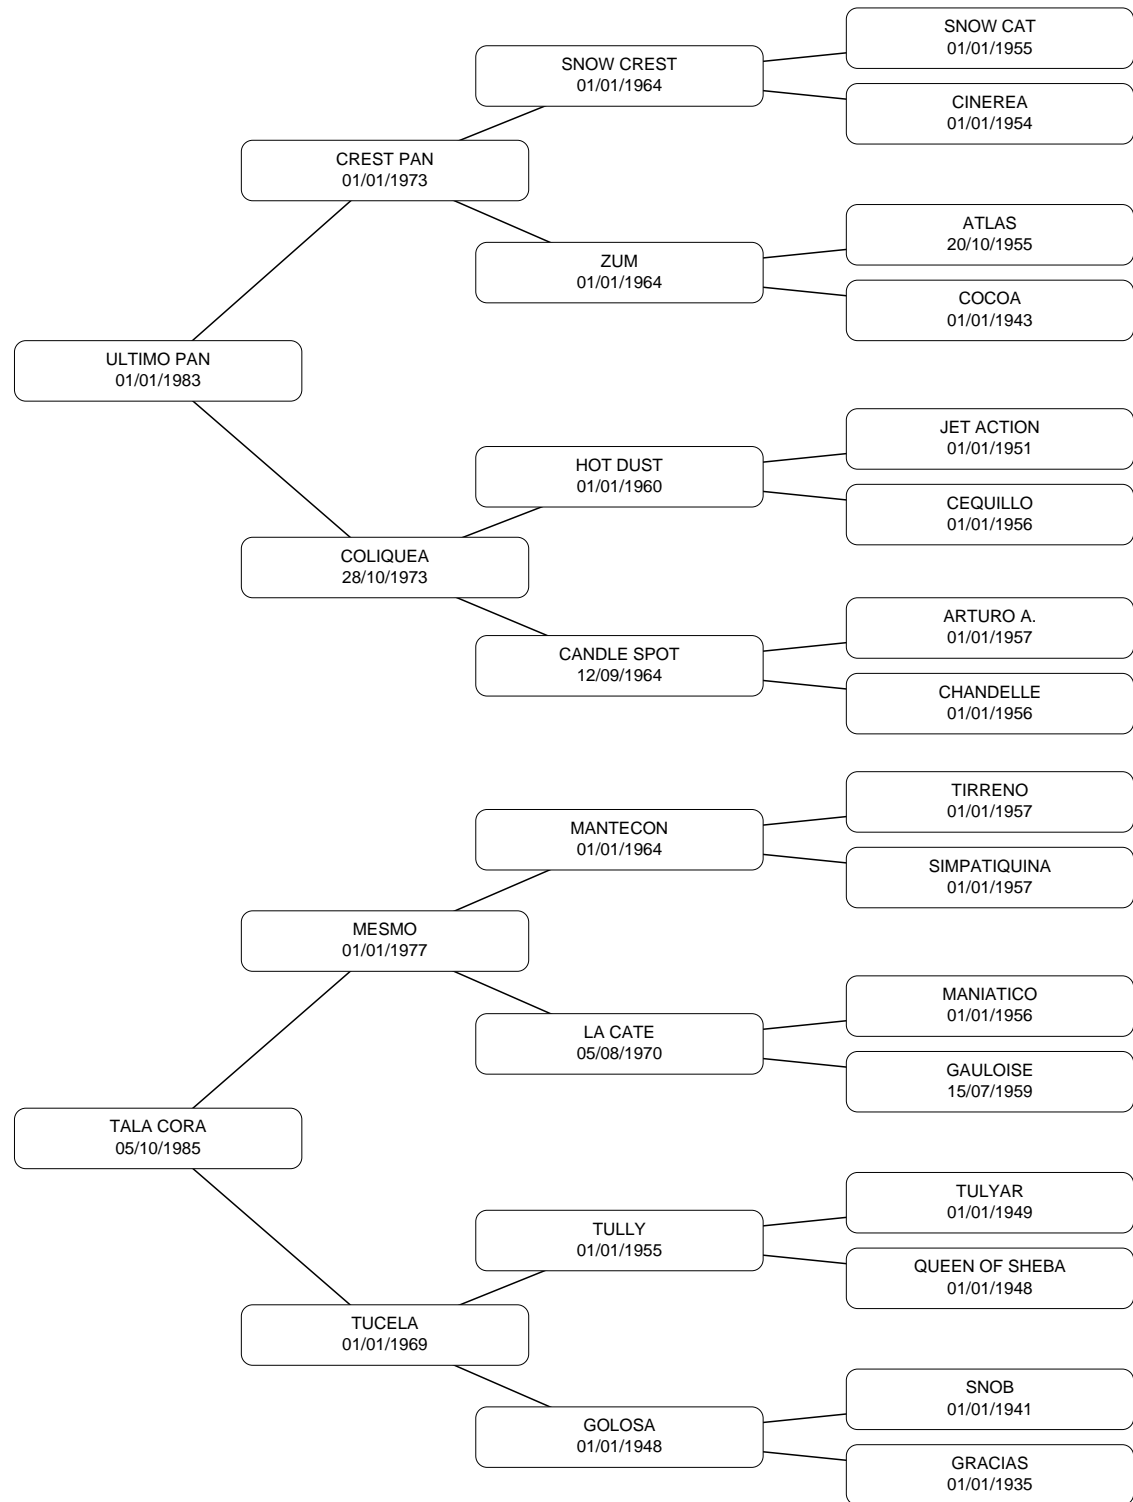 SNOW CAT
01/01/1955
SNOW CREST
01/01/1964
CINEREA
01/01/1954
CREST PAN
01/01/1973
ATLAS
20/10/1955
ZUM
01/01/1964
COCOA
01/01/1943
ULTIMO PAN
01/01/1983
JET ACTION
01/01/1951
HOT DUST
01/01/1960
CEQUILLO
01/01/1956
COLIQUEA
28/10/1973
ARTURO A.
01/01/1957
CANDLE SPOT
12/09/1964
CHANDELLE
01/01/1956
TIRRENO
01/01/1957
MANTECON
01/01/1964
SIMPATIQUINA
01/01/1957
MESMO
01/01/1977
MANIATICO
01/01/1956
LA CATE
05/08/1970
GAULOISE
15/07/1959
TALA CORA
05/10/1985
TULYAR
01/01/1949
TULLY
01/01/1955
QUEEN OF SHEBA
01/01/1948
TUCELA
01/01/1969
SNOB
01/01/1941
GOLOSA
01/01/1948
GRACIAS
01/01/1935